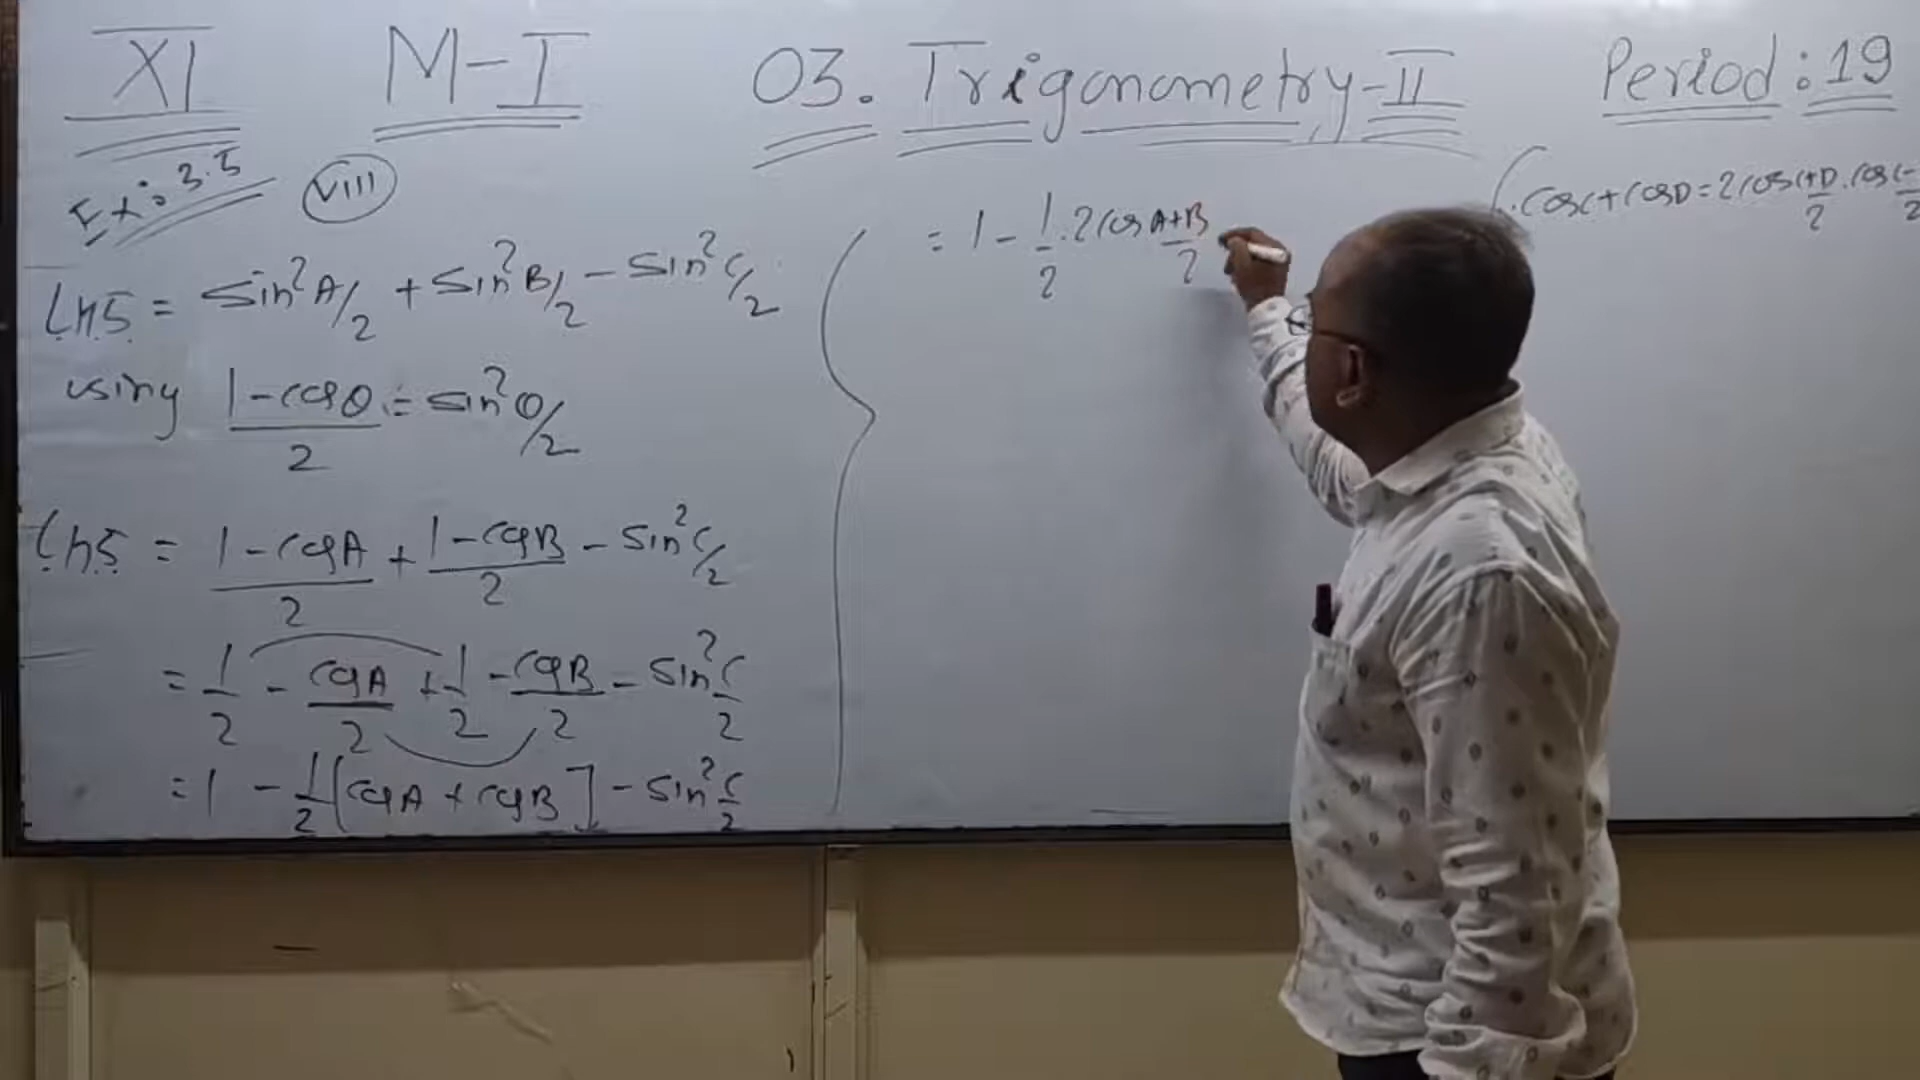 XI M-I 03. Trigonometry-II Period: 19
Ex: 3.5 VIII
LHS = sin²A/2 + sin²B/2 - sin²C/2
using 1-cosθ/2 = sin²θ/2
LHS = 1-cosA/2 + 1-cosB/2 - sin²C/2
= 1/2 - cosA/2 + 1/2 - cosB/2 - sin²C/2
= 1 - 1/2[cosA + cosB] - sin²C/2
= 1 - 1/2 . 2cos A+B/2
cosC + cosD = 2cos C+D/2 . cos C-/2